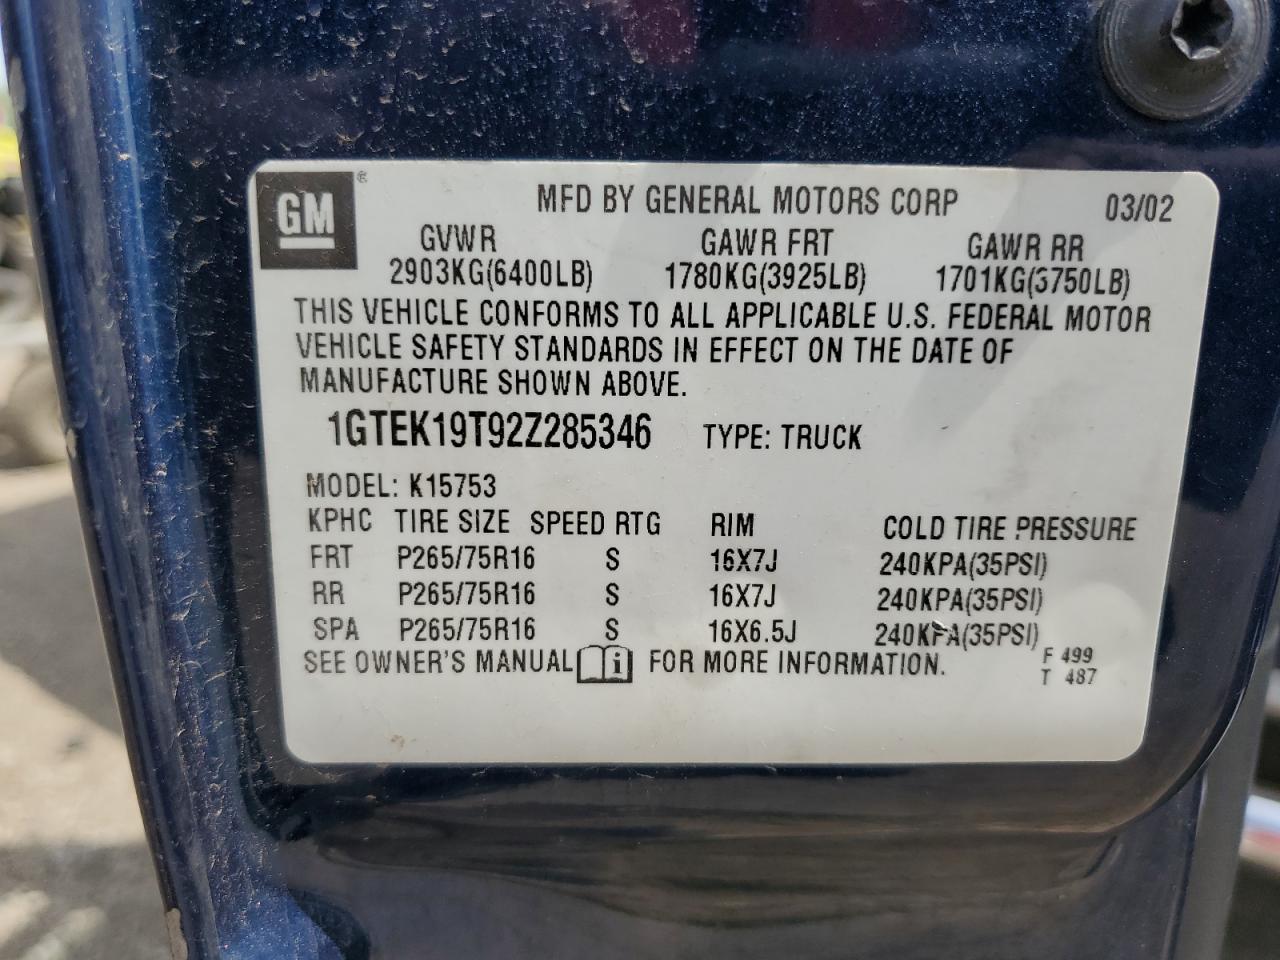 GM®
MFD BY GENERAL MOTORS CORP 03/02
GVWR GAWR FRT GAWR RR
2903KG(6400LB) 1780KG(3925LB) 1701KG(3750LB)
THIS VEHICLE CONFORMS TO ALL APPLICABLE U.S. FEDERAL MOTOR
VEHICLE SAFETY STANDARDS IN EFFECT ON THE DATE OF
MANUFACTURE SHOWN ABOVE.
1GTEK19T92Z285346 TYPE: TRUCK
MODEL: K15753
KPHC TIRE SIZE SPEED RTG RIM COLD TIRE PRESSURE
FRT P265/75R16 S 16X7J 240KPA(35PSI)
RR P265/75R16 S 16X7J 240KPA(35PSI)
SPA P265/75R16 S 16X6.5J 240KPA(35PSI)
SEE OWNER'S MANUAL i FOR MORE INFORMATION.
F 499
T 487